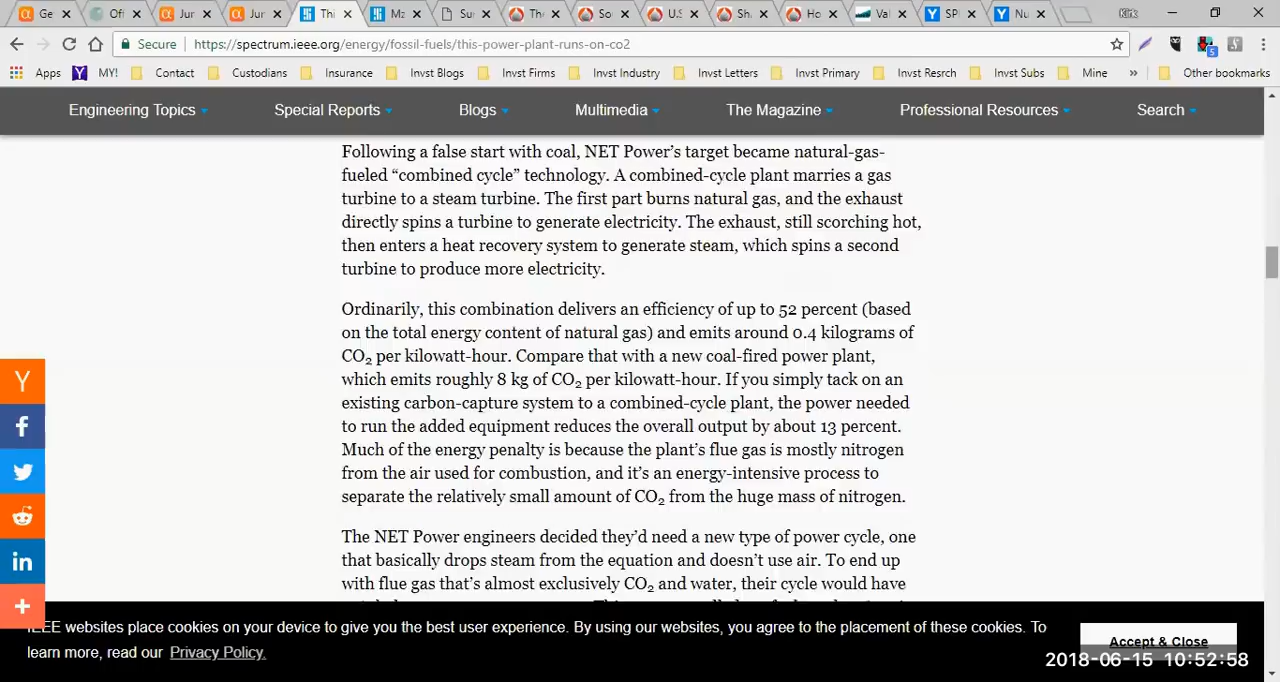 Ge
Off
Jur
Jur
Thi
Ma
Su
The
So
U.S
Sh
Ho
Val
SP
Nu
Kirk
Secure
https://spectrum.ieee.org/energy/fossil-fuels/this-power-plant-runs-on-co2
Apps
MY!
Contact
Custodians
Insurance
Invst Blogs
Invst Firms
Invst Industry
Invst Letters
Invst Primary
Invst Resrch
Invst Subs
Mine
»
Other bookmarks
5
Engineering Topics
Special Reports
Blogs
Multimedia
The Magazine
Professional Resources
Search
Following a false start with coal, NET Power’s target became natural-gas-
fueled “combined cycle” technology. A combined-cycle plant marries a gas
turbine to a steam turbine. The first part burns natural gas, and the exhaust
directly spins a turbine to generate electricity. The exhaust, still scorching hot,
then enters a heat recovery system to generate steam, which spins a second
turbine to produce more electricity.
Ordinarily, this combination delivers an efficiency of up to 52 percent (based
on the total energy content of natural gas) and emits around 0.4 kilograms of
CO₂ per kilowatt-hour. Compare that with a new coal-fired power plant,
which emits roughly 8 kg of CO₂ per kilowatt-hour. If you simply tack on an
existing carbon-capture system to a combined-cycle plant, the power needed
to run the added equipment reduces the overall output by about 13 percent.
Much of the energy penalty is because the plant’s flue gas is mostly nitrogen
from the air used for combustion, and it’s an energy-intensive process to
separate the relatively small amount of CO₂ from the huge mass of nitrogen.
The NET Power engineers decided they’d need a new type of power cycle, one
that basically drops steam from the equation and doesn’t use air. To end up
with flue gas that’s almost exclusively CO₂ and water, their cycle would have
IEEE websites place cookies on your device to give you the best user experience. By using our websites, you agree to the placement of these cookies. To
learn more, read our Privacy Policy.
Accept & Close
2018-06-15 10:52:58